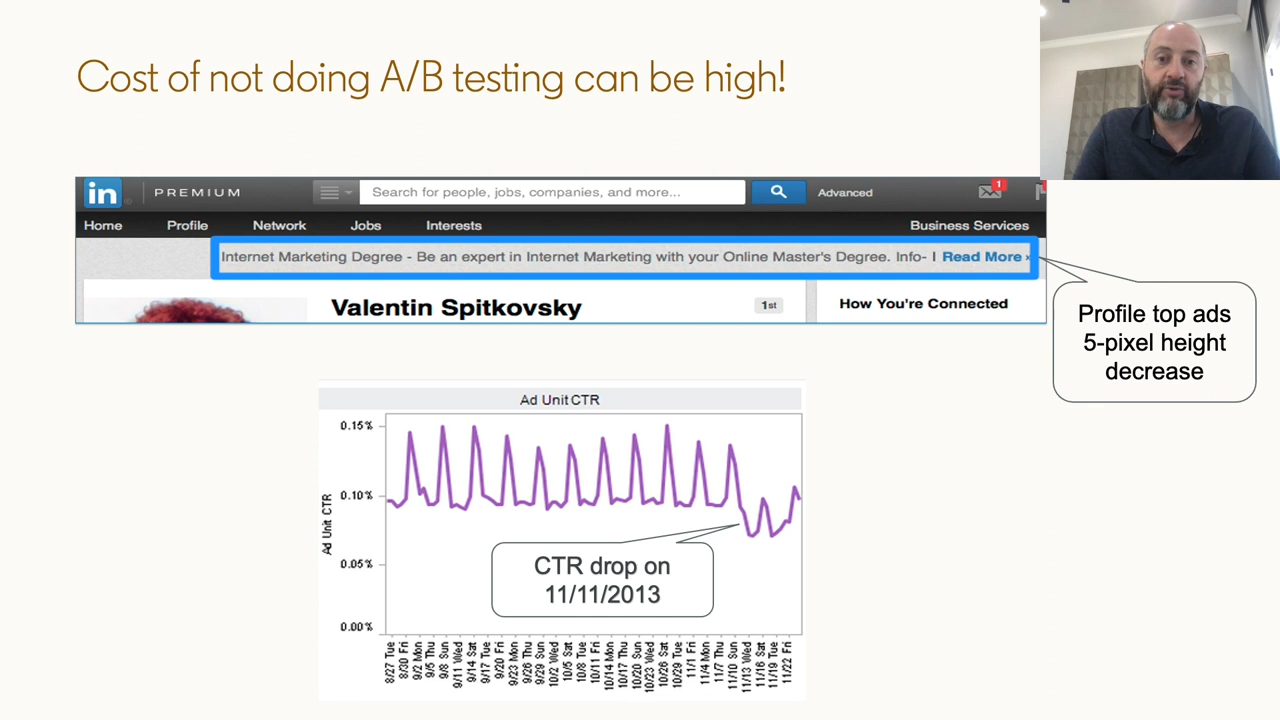 Cost of not doing A/B testing can be high!
in PREMIUM Search for people, jobs, companies, and more... Advanced 1
Home Profile Network Jobs Interests Business Services
Internet Marketing Degree - Be an expert in Internet Marketing with your Online Master's Degree. Info- I Read More ›
Valentin Spitkovsky 1st How You're Connected
Profile top ads
5-pixel height
decrease
Ad Unit CTR
0.15%
0.10%
0.05%
0.00%
Ad Unit CTR
CTR drop on
11/11/2013
8/27 Tue
8/30 Fri
9/2 Mon
9/5 Thu
9/8 Sun
9/11 Wed
9/14 Sat
9/17 Tue
9/20 Fri
9/23 Mon
9/26 Thu
9/29 Sun
10/2 Wed
10/5 Sat
10/8 Tue
10/11 Fri
10/14 Mon
10/17 Thu
10/20 Sun
10/23 Wed
10/26 Sat
10/29 Tue
11/1 Fri
11/4 Mon
11/7 Thu
11/10 Sun
11/13 Wed
11/16 Sat
11/19 Tue
11/22 Fri